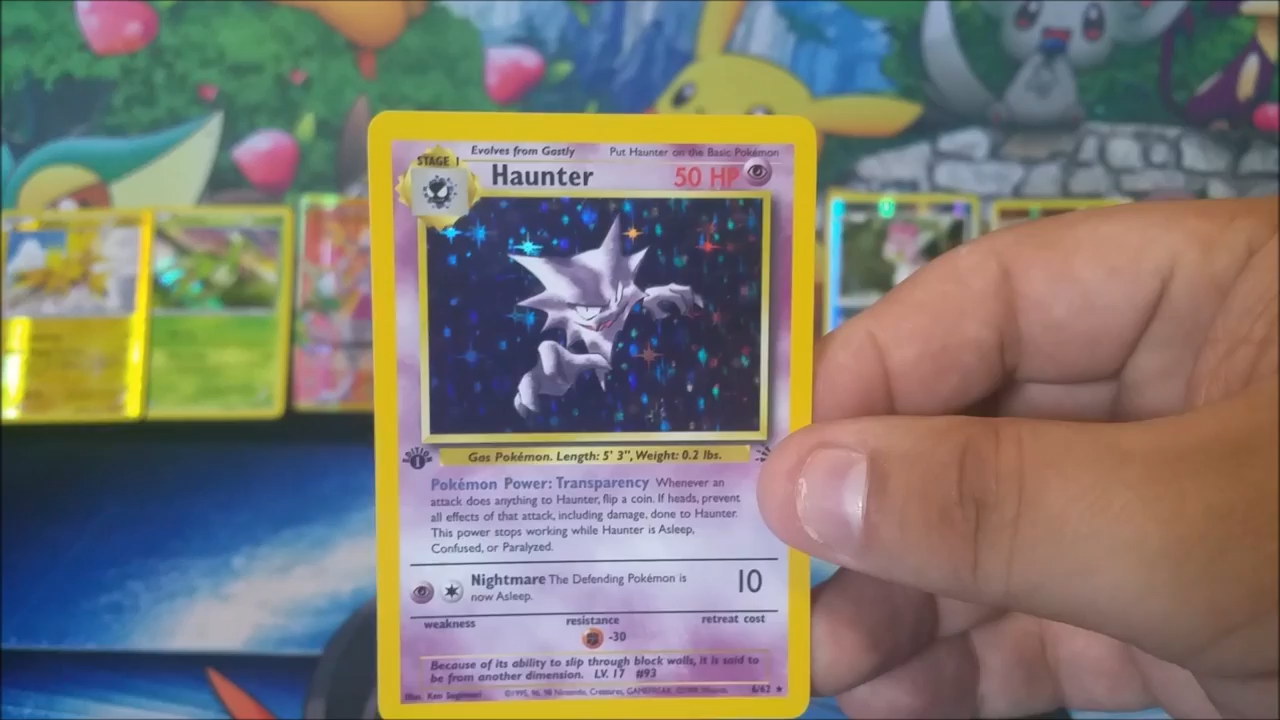 Evolves from Gastly Put Haunter on the Basic Pokémon
STAGE 1
Haunter 50 HP
EDITION 1
Gas Pokémon. Length: 5' 3", Weight: 0.2 lbs.
Pokémon Power: Transparency Whenever an
attack does anything to Haunter, flip a coin. If heads, prevent
all effects of that attack, including damage, done to Haunter.
This power stops working while Haunter is Asleep,
Confused, or Paralyzed.
Nightmare The Defending Pokémon is 10
now Asleep.
weakness resistance retreat cost
-30
Because of its ability to slip through block walls, it is said to
be from another dimension. LV. 17 #93
Illus. Ken Sugimori ©1995, 96, 98 Nintendo, Creatures, GAMEFREAK. ©1999 Wizards. 6/62 ★